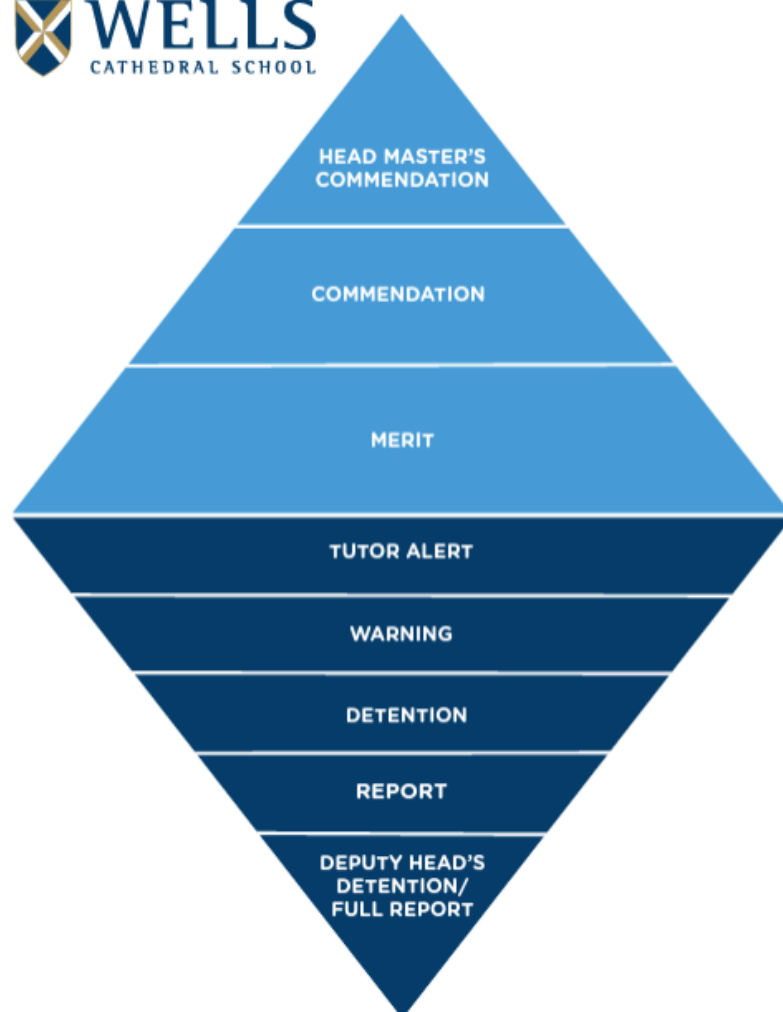 WELLS
CATHEDRAL SCHOOL
HEAD MASTER'S
COMMENDATION
COMMENDATION
MERIT
TUTOR ALERT
WARNING
DETENTION
REPORT
DEPUTY HEAD'S
DETENTION/
FULL REPORT